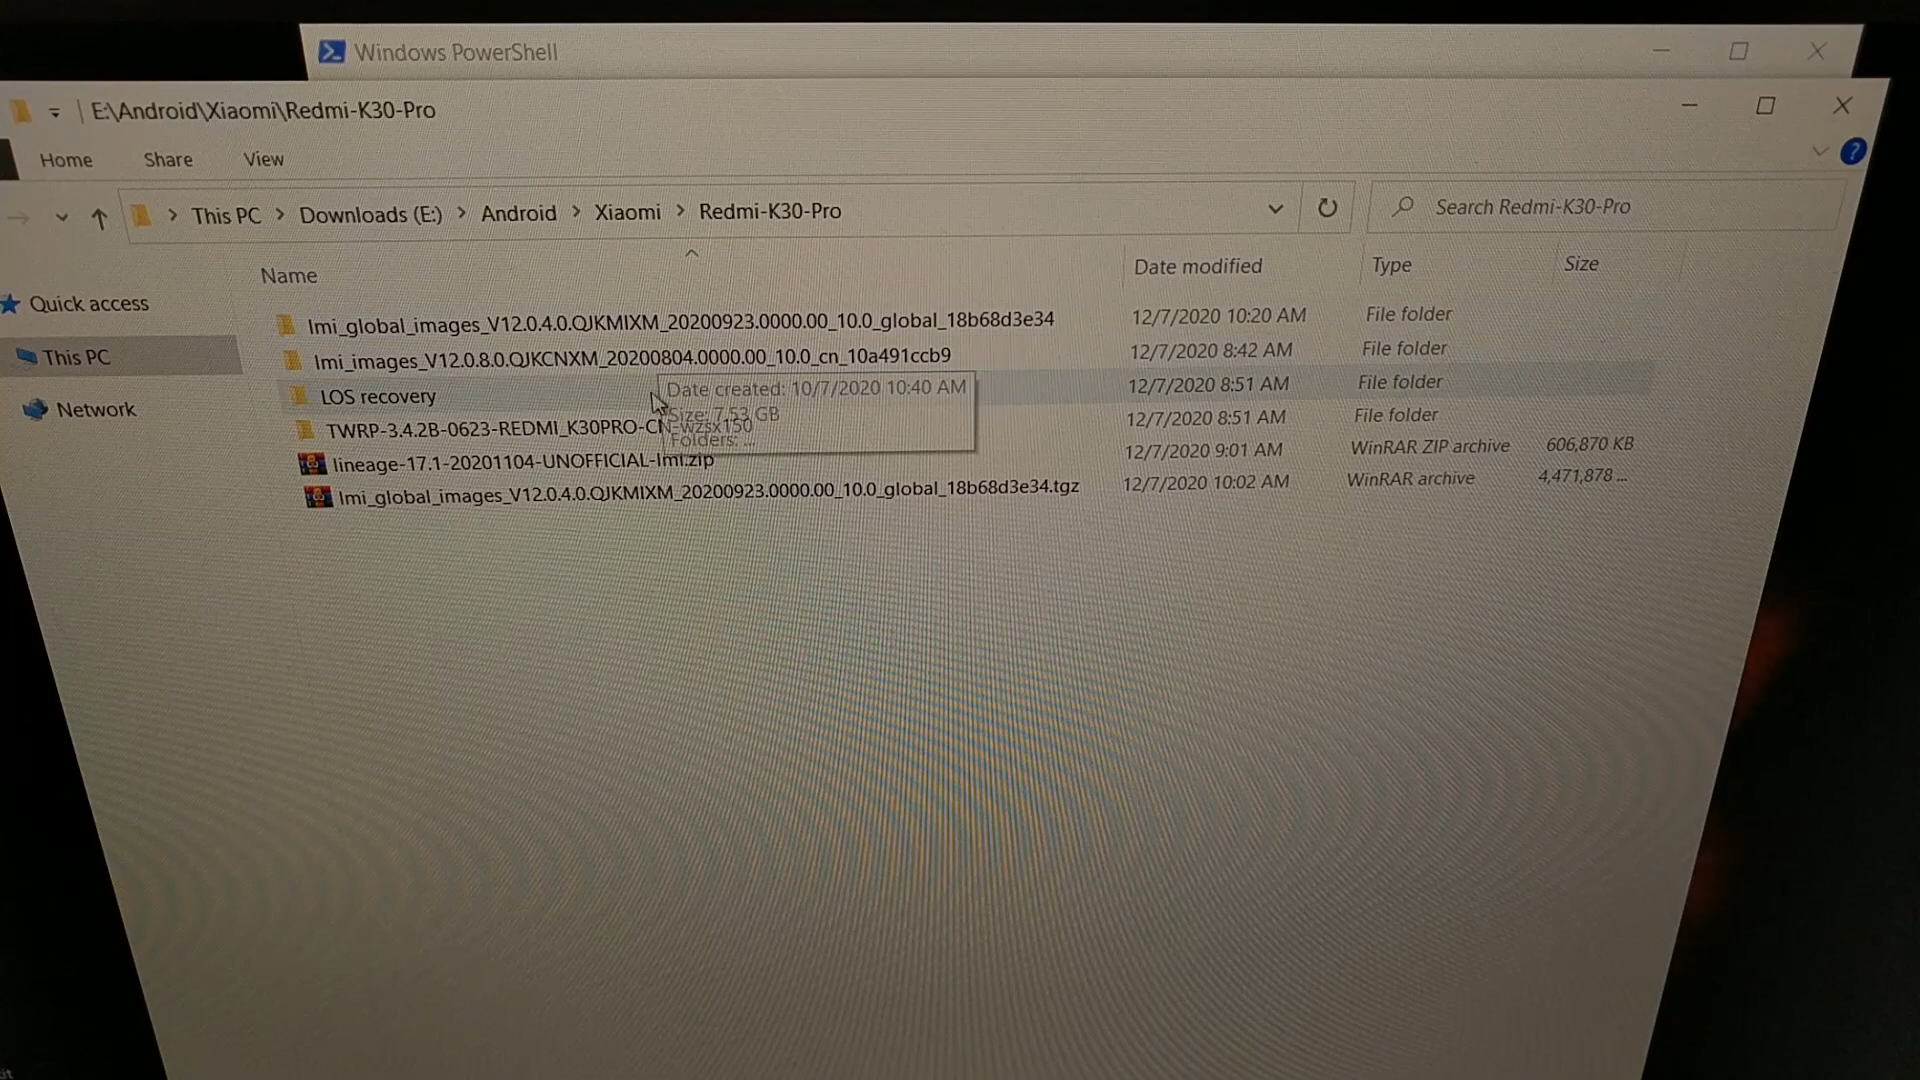 Windows PowerShell
E:\Android\Xiaomi\Redmi-K30-Pro
Home Share View
This PC > Downloads (E:) > Android > Xiaomi > Redmi-K30-Pro
Search Redmi-K30-Pro
Name Date modified Type Size
Quick access
This PC
Network
lmi_global_images_V12.0.4.0.QJKMIXM_20200923.0000.00_10.0_global_18b68d3e34 12/7/2020 10:20 AM File folder
lmi_images_V12.0.8.0.QJKCNXM_20200804.0000.00_10.0_cn_10a491ccb9 12/7/2020 8:42 AM File folder
LOS recovery 12/7/2020 8:51 AM File folder
TWRP-3.4.2B-0623-REDMI_K30PRO-CN-wzsx150 12/7/2020 8:51 AM File folder
lineage-17.1-20201104-UNOFFICIAL-lmi.zip 12/7/2020 9:01 AM WinRAR ZIP archive 606,870 KB
lmi_global_images_V12.0.4.0.QJKMIXM_20200923.0000.00_10.0_global_18b68d3e34.tgz 12/7/2020 10:02 AM WinRAR archive 4,471,878 ...
Date created: 10/7/2020 10:40 AM
Size: 7.53 GB
Folders: ...